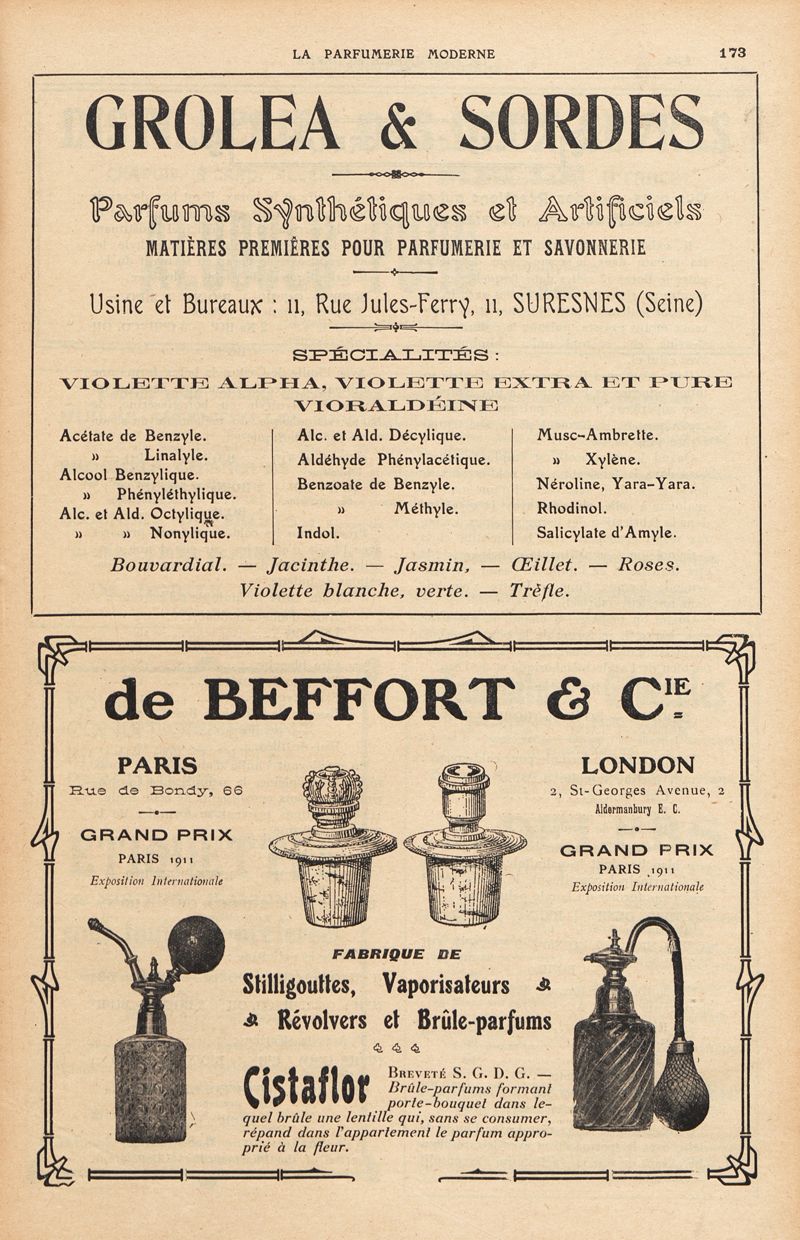 LA PARFUMERIE MODERNE
173
GROLEA & SORDES
Parfums Synthétiques et Artificiels
MATIÈRES PREMIÈRES POUR PARFUMERIE ET SAVONNERIE
Usine et Bureaux : 11, Rue Jules-Ferry, 11, SURESNES (Seine)
SPÉCIALITÉS :
VIOLETTE ALPHA, VIOLETTE EXTRA ET PURE
VIORALDÉINE
Acétate de Benzyle.
» Linalyle.
Alcool Benzylique.
» Phényléthylique.
Alc. et Ald. Octylique.
» » Nonylique.
Alc. et Ald. Décylique.
Aldéhyde Phénylacétique.
Benzoate de Benzyle.
» Méthyle.
Indol.
Musc-Ambrette.
» Xylène.
Néroline, Yara-Yara.
Rhodinol.
Salicylate d'Amyle.
Bouvardial. — Jacinthe. — Jasmin, — Œillet. — Roses.
Violette blanche, verte. — Trèfle.
de BEFFORT & CIE
PARIS
Rue de Bondy, 66
GRAND PRIX
PARIS 1911
Exposition Internationale
LONDON
2, St-Georges Avenue, 2
Aldermanbury E. C.
GRAND PRIX
PARIS 1911
Exposition Internationale
FABRIQUE DE
Stilligouttes, Vaporisateurs
Révolvers et Brûle-parfums
Cistaflor
BREVETÉ S. G. D. G. —
Brûle-parfums formant
porte-bouquet dans le-
quel brûle une lentille qui, sans se consumer,
répand dans l'appartement le parfum appro-
prié à la fleur.